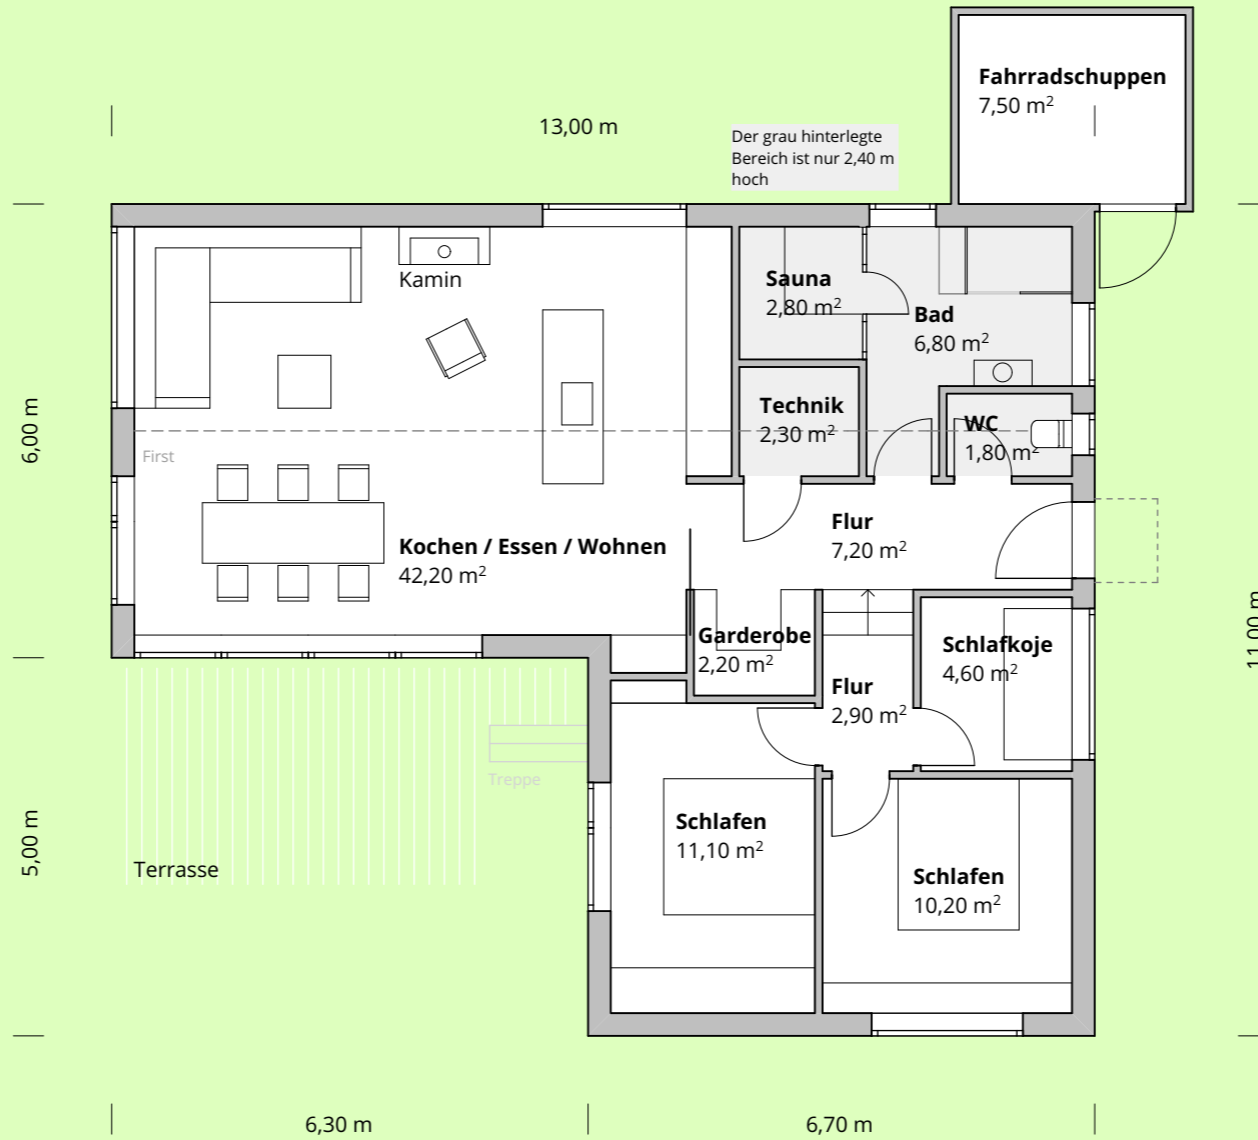 Fahrradschuppen
7,50 m²
13,00 m
Der grau hinterlegte
Bereich ist nur 2,40 m
hoch
Kamin
Sauna
2,80 m²
Bad
6,80 m²
Technik
2,30 m²
WC
1,80 m²
6,00 m
First
Flur
7,20 m²
Kochen / Essen / Wohnen
42,20 m²
Garderobe
2,20 m²
Schlafkoje
4,60 m²
11,00 m
Flur
2,90 m²
Treppe
Schlafen
11,10 m²
5,00 m
Terrasse
Schlafen
10,20 m²
6,30 m
6,70 m